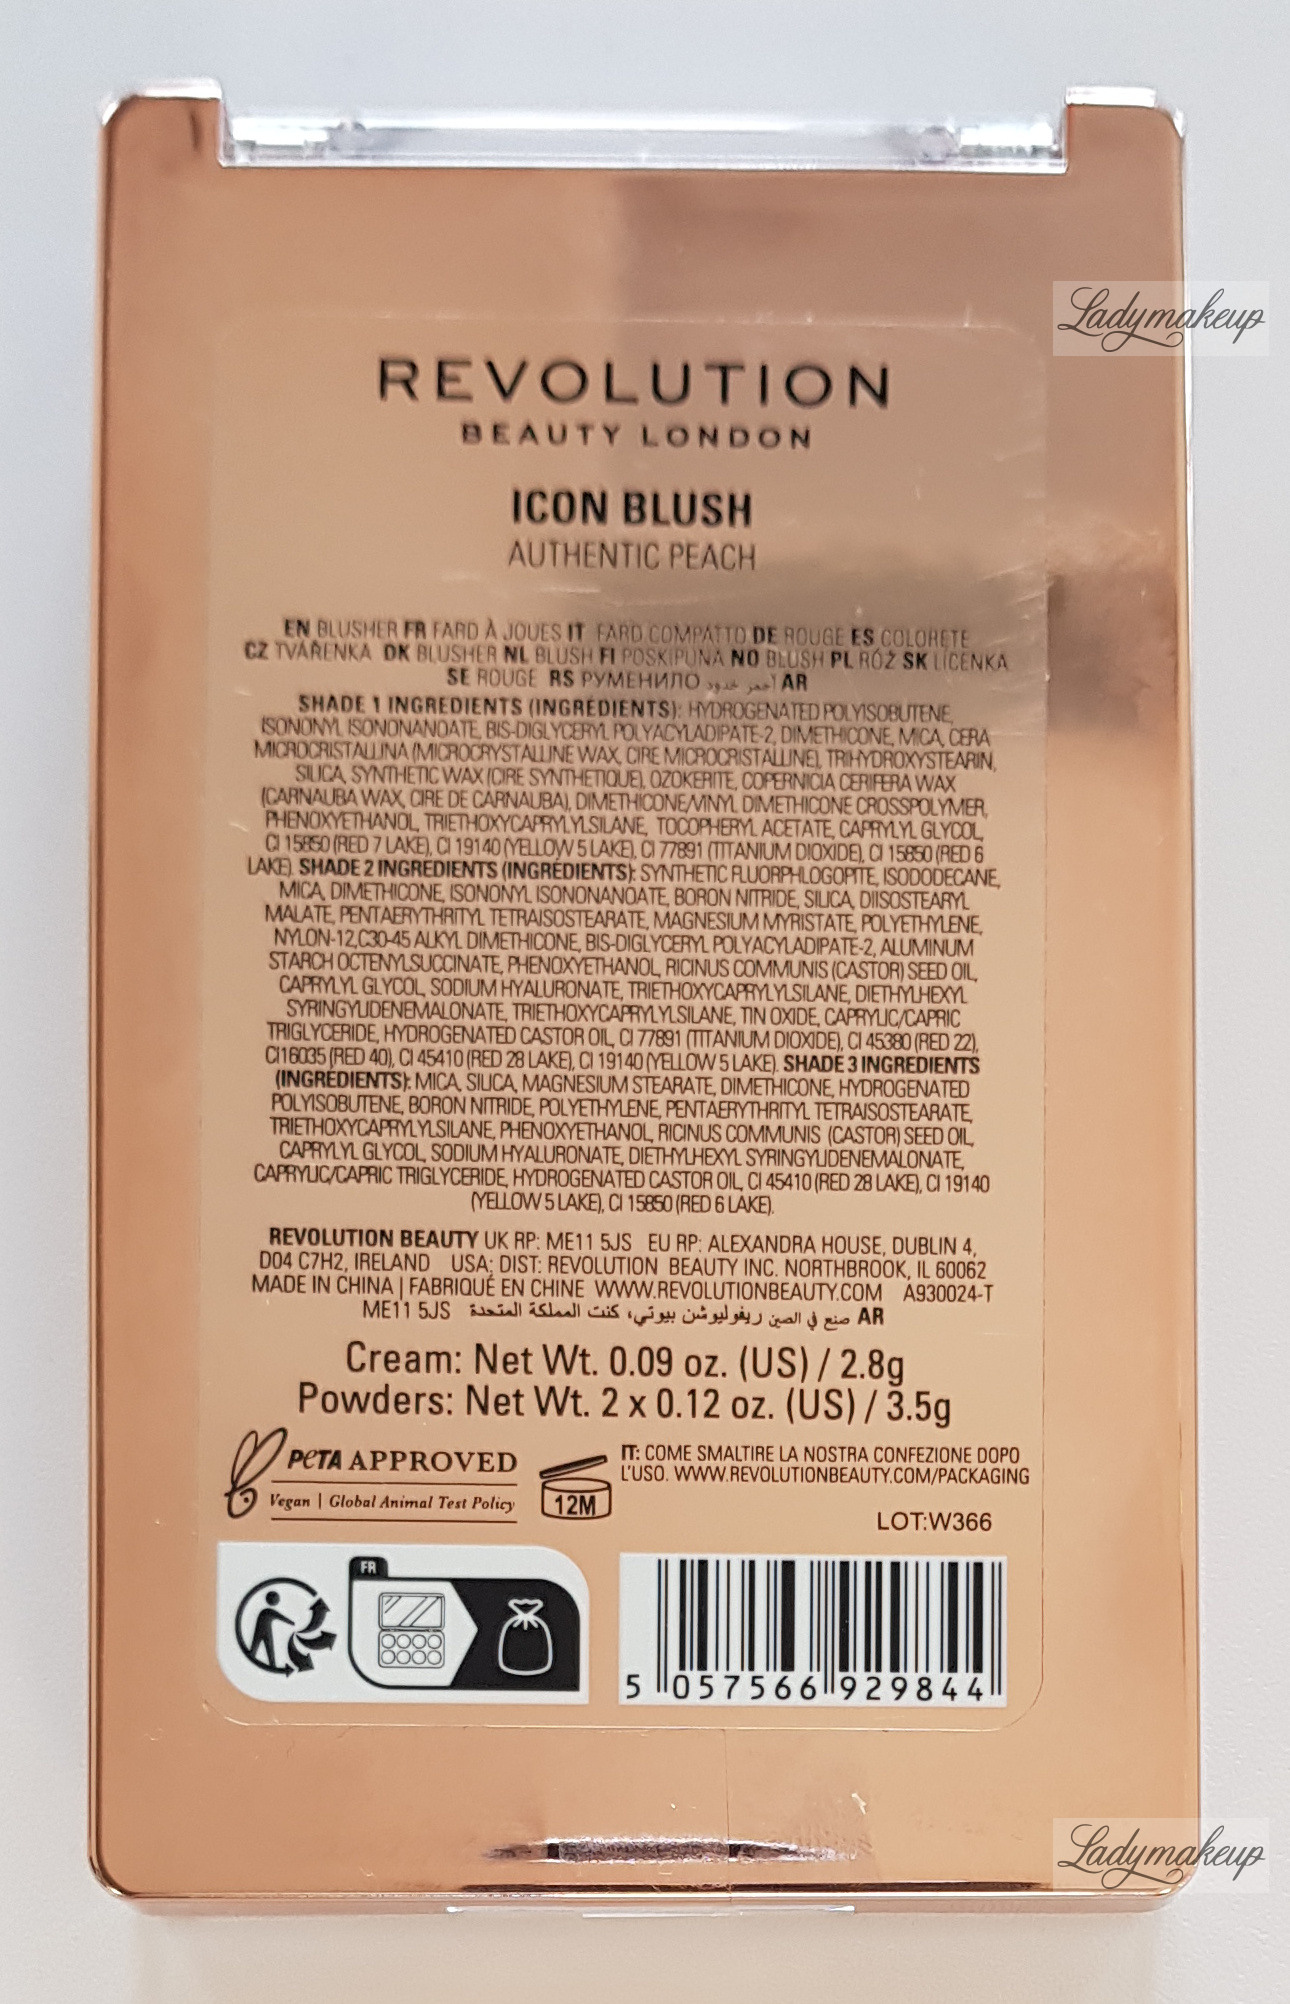 Ladymakeup
REVOLUTION
BEAUTY LONDON
ICON BLUSH
AUTHENTIC PEACH
EN BLUSHER FR FARD À JOUES IT FARD COMPATTO DE ROUGE ES COLORETE
CZ TVÁŘENKA DK BLUSHER NL BLUSH FI POSKIPUNA NO BLUSH PL RÓŻ SK LÍCENKA
SE ROUGE RS РУМЕНИЛО أحمر خدود AR
SHADE 1 INGREDIENTS (INGRÉDIENTS): HYDROGENATED POLYISOBUTENE,
ISONONYL ISONONANOATE, BIS-DIGLYCERYL POLYACYLADIPATE-2, DIMETHICONE, MICA, CERA
MICROCRISTALLINA (MICROCRYSTALLINE WAX, CIRE MICROCRISTALLINE), TRIHYDROXYSTEARIN,
SILICA, SYNTHETIC WAX (CIRE SYNTHETIQUE), OZOKERITE, COPERNICIA CERIFERA WAX
(CARNAUBA WAX, CIRE DE CARNAUBA), DIMETHICONE/VINYL DIMETHICONE CROSSPOLYMER,
PHENOXYETHANOL, TRIETHOXYCAPRYLYLSILANE, TOCOPHERYL ACETATE, CAPRYLYL GLYCOL,
CI 15850 (RED 7 LAKE), CI 19140 (YELLOW 5 LAKE), CI 77891 (TITANIUM DIOXIDE), CI 15850 (RED 6
LAKE). SHADE 2 INGREDIENTS (INGRÉDIENTS): SYNTHETIC FLUORPHLOGOPITE, ISODODECANE,
MICA, DIMETHICONE, ISONONYL ISONONANOATE, BORON NITRIDE, SILICA, DIISOSTEARYL
MALATE, PENTAERYTHRITYL TETRAISOSTEARATE, MAGNESIUM MYRISTATE, POLYETHYLENE,
NYLON-12,C30-45 ALKYL DIMETHICONE, BIS-DIGLYCERYL POLYACYLADIPATE-2, ALUMINUM
STARCH OCTENYLSUCCINATE, PHENOXYETHANOL, RICINUS COMMUNIS (CASTOR) SEED OIL,
CAPRYLYL GLYCOL, SODIUM HYALURONATE, TRIETHOXYCAPRYLYLSILANE, DIETHYLHEXYL
SYRINGYLIDENEMALONATE, TRIETHOXYCAPRYLYLSILANE, TIN OXIDE, CAPRYLIC/CAPRIC
TRIGLYCERIDE, HYDROGENATED CASTOR OIL, CI 77891 (TITANIUM DIOXIDE), CI 45380 (RED 22),
CI16035 (RED 40), CI 45410 (RED 28 LAKE), CI 19140 (YELLOW 5 LAKE). SHADE 3 INGREDIENTS
(INGRÉDIENTS): MICA, SILICA, MAGNESIUM STEARATE, DIMETHICONE, HYDROGENATED
POLYISOBUTENE, BORON NITRIDE, POLYETHYLENE, PENTAERYTHRITYL TETRAISOSTEARATE,
TRIETHOXYCAPRYLYLSILANE, PHENOXYETHANOL, RICINUS COMMUNIS (CASTOR) SEED OIL,
CAPRYLYL GLYCOL, SODIUM HYALURONATE, DIETHYLHEXYL SYRINGYLIDENEMALONATE,
CAPRYLIC/CAPRIC TRIGLYCERIDE, HYDROGENATED CASTOR OIL, CI 45410 (RED 28 LAKE), CI 19140
(YELLOW 5 LAKE), CI 15850 (RED 6 LAKE).
REVOLUTION BEAUTY UK RP: ME11 5JS EU RP: ALEXANDRA HOUSE, DUBLIN 4,
D04 C7H2, IRELAND USA: DIST: REVOLUTION BEAUTY INC. NORTHBROOK, IL 60062
MADE IN CHINA | FABRIQUÉ EN CHINE WWW.REVOLUTIONBEAUTY.COM A930024-T
AR صنع في الصين ريفوليوشن بيوتي، كنت المملكة المتحدة ME11 5JS
Cream: Net Wt. 0.09 oz. (US) / 2.8g
Powders: Net Wt. 2 x 0.12 oz. (US) / 3.5g
PETA APPROVED
Vegan | Global Animal Test Policy
12M
IT: COME SMALTIRE LA NOSTRA CONFEZIONE DOPO
L'USO. WWW.REVOLUTIONBEAUTY.COM/PACKAGING
LOT:W366
FR
5 057566 929844
Ladymakeup